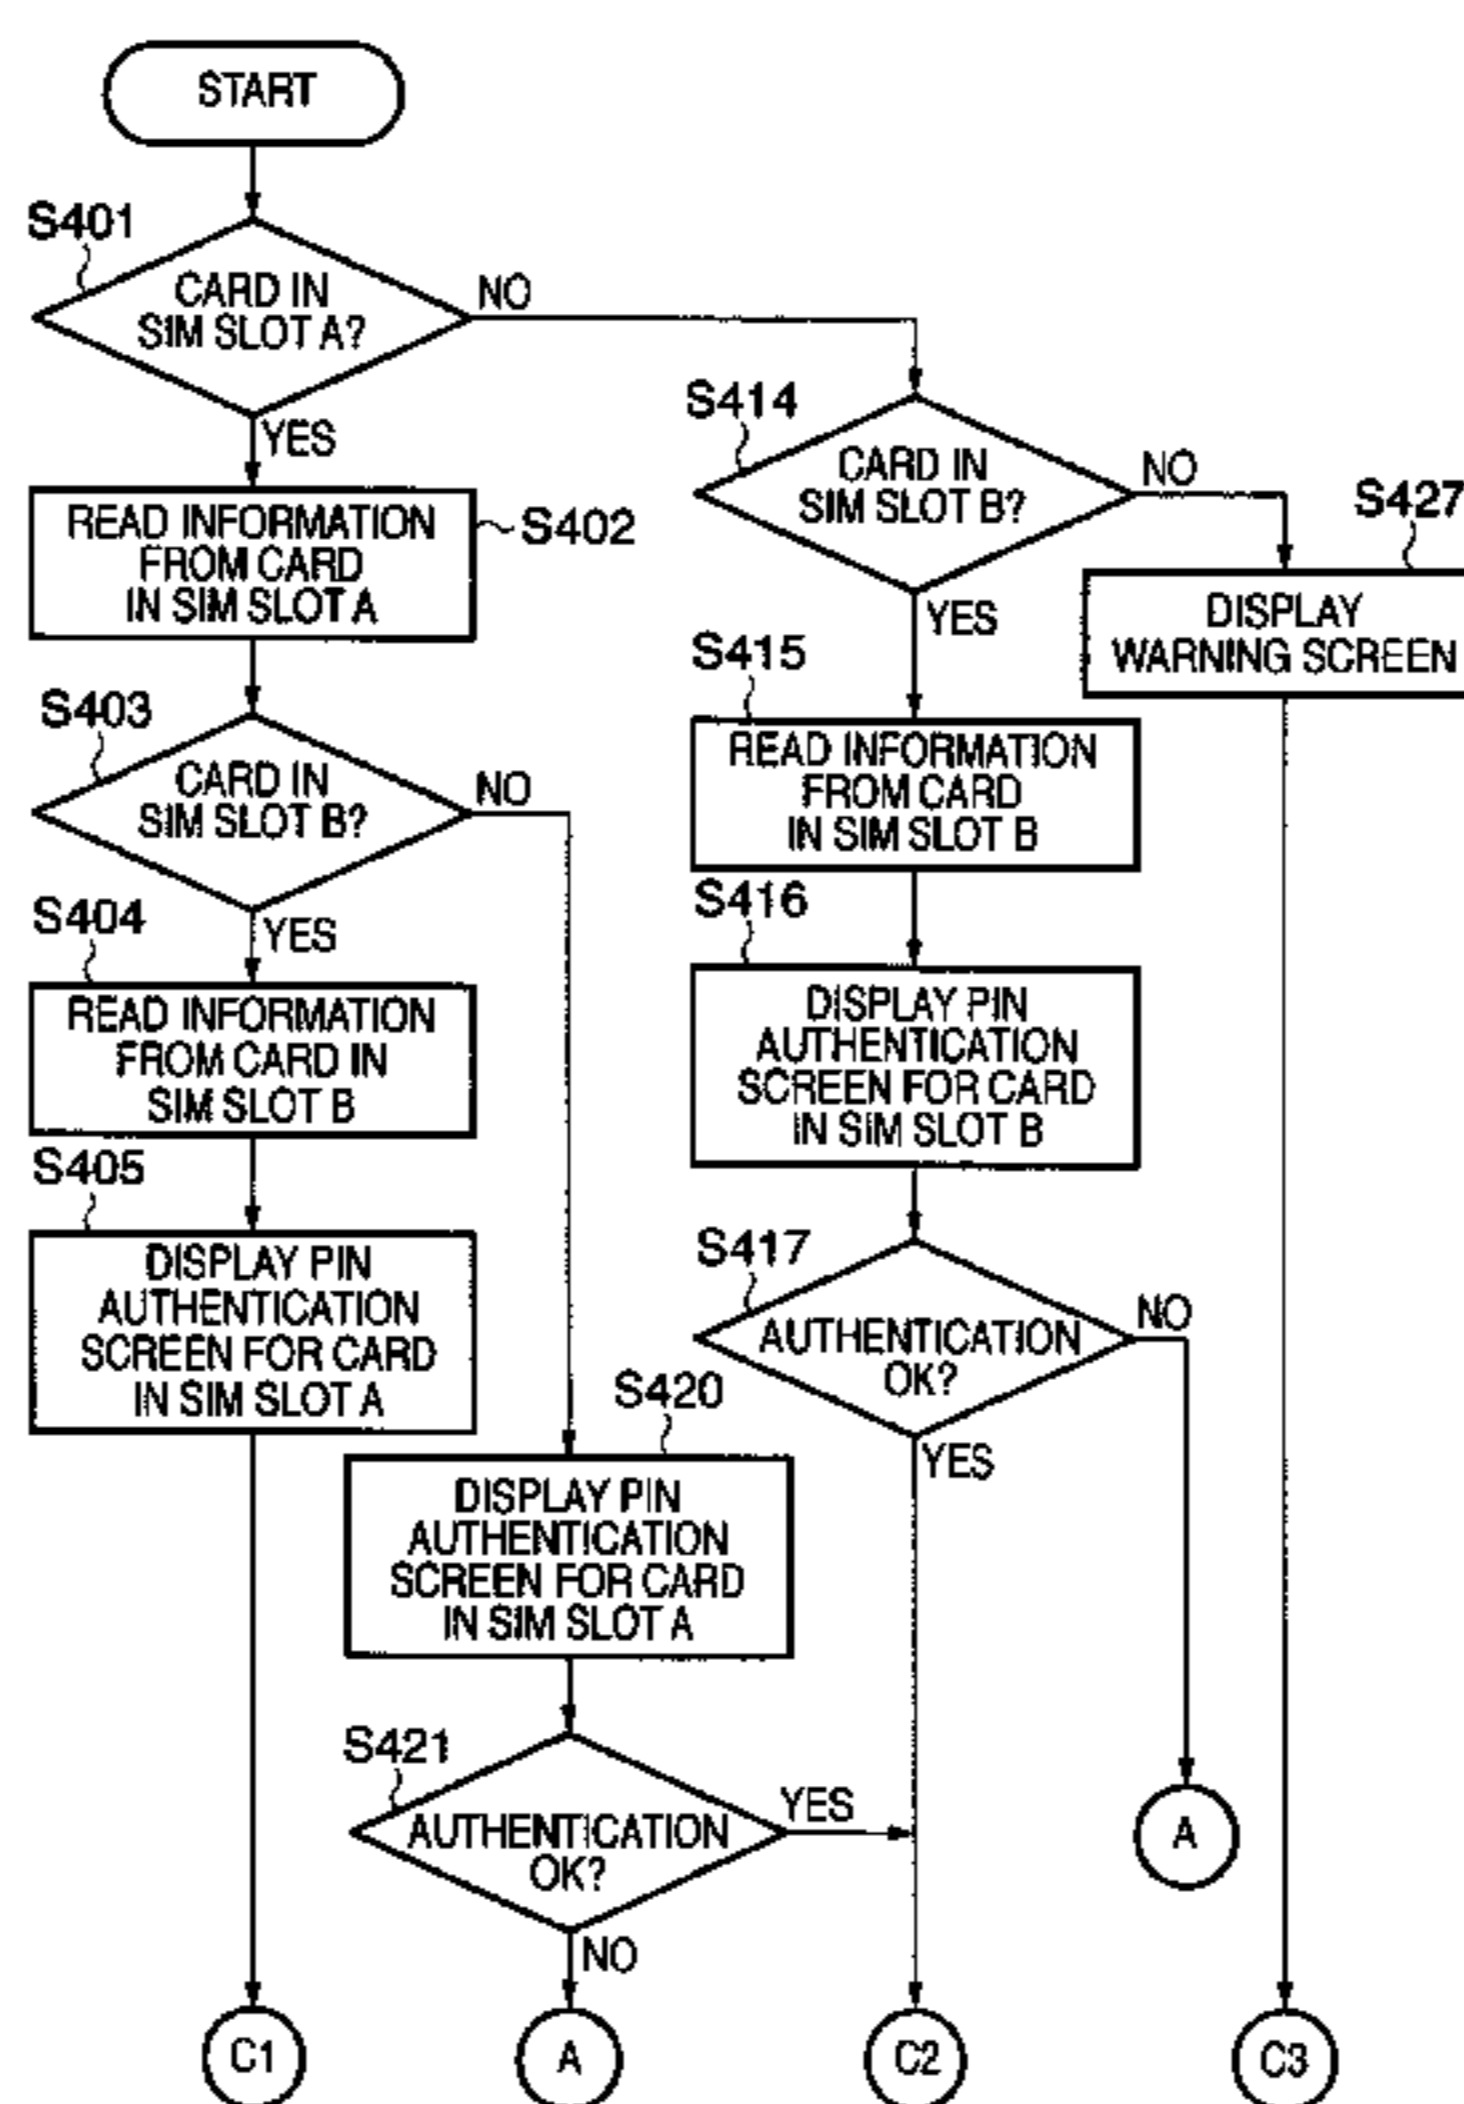 START
S401
CARD IN
SIM SLOT A?
NO
YES
S402
READ INFORMATION
FROM CARD
IN SIM SLOT A
S403
CARD IN
SIM SLOT B?
NO
YES
S404
READ INFORMATION
FROM CARD IN
SIM SLOT B
S405
DISPLAY PIN
AUTHENTICATION
SCREEN FOR CARD
IN SIM SLOT A
C1
S420
DISPLAY PIN
AUTHENTICATION
SCREEN FOR CARD
IN SIM SLOT A
S421
AUTHENTICATION
OK?
YES
NO
A
S414
CARD IN
SIM SLOT B?
NO
YES
S415
READ INFORMATION
FROM CARD
IN SIM SLOT B
S416
DISPLAY PIN
AUTHENTICATION
SCREEN FOR CARD
IN SIM SLOT B
S417
AUTHENTICATION
OK?
NO
YES
A
C2
S427
DISPLAY
WARNING SCREEN
C3